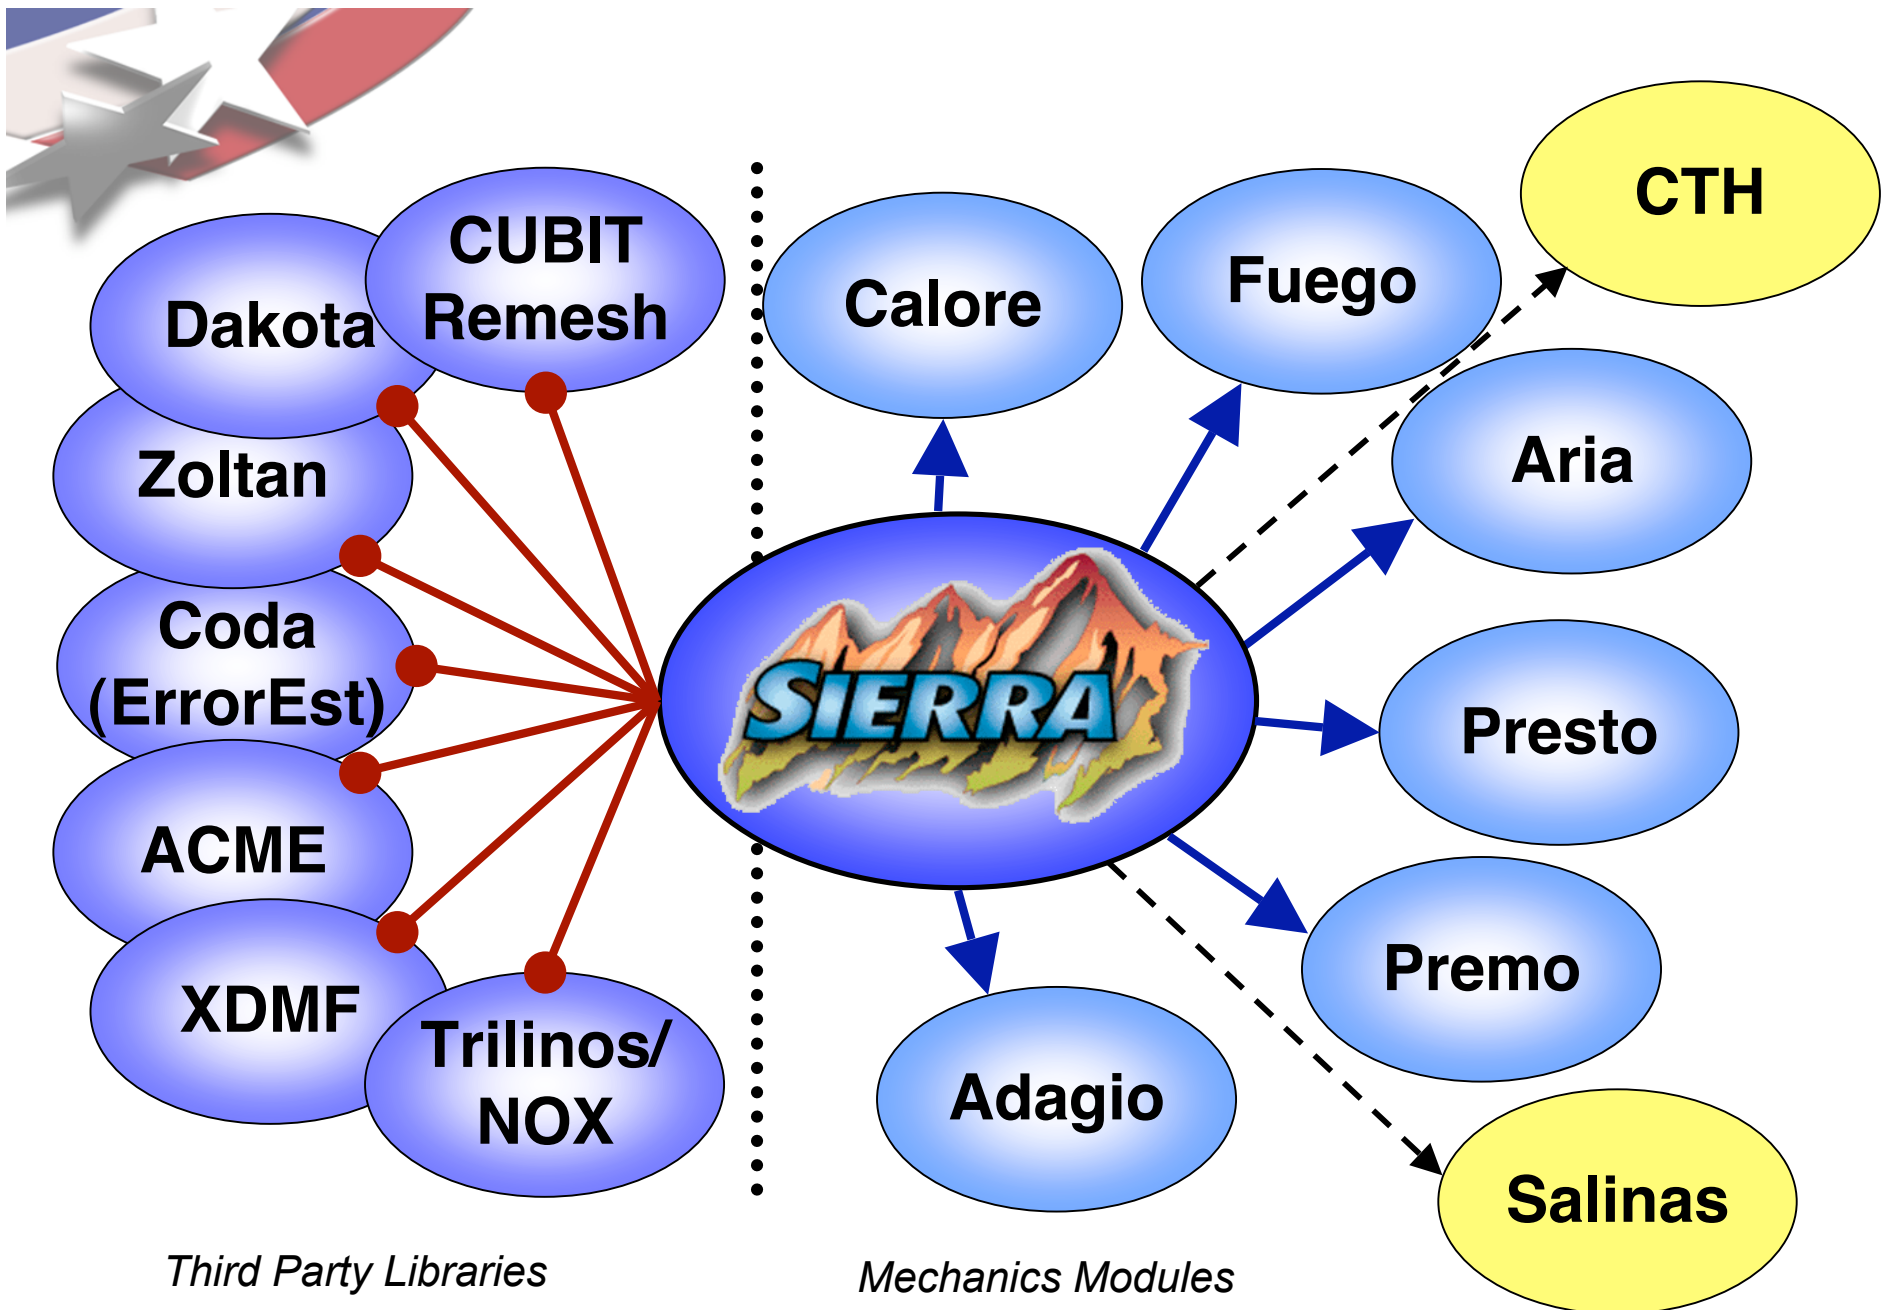 CUBIT
Remesh
Dakota
Zoltan
Coda
(ErrorEst)
ACME
XDMF
Trilinos/
NOX
Third Party Libraries
SIERRA
Calore
Fuego
CTH
Aria
Presto
Premo
Adagio
Salinas
Mechanics Modules